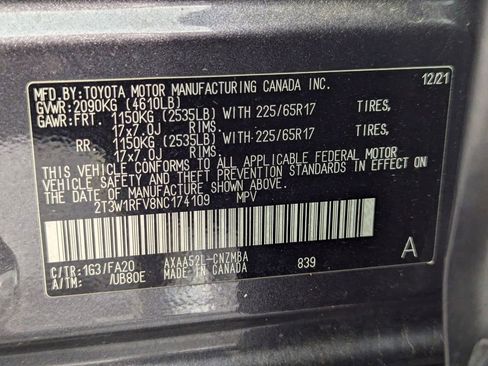 MFD.BY:TOYOTA MOTOR MANUFACTURING CANADA INC. 12/21
GVWR:2090KG (4610LB)
GAWR:FRT. 1150KG (2535LB) WITH 225/65R17 TIRES,
17x7.0J RIMS.
RR. 1150KG (2535LB) WITH 225/65R17 TIRES,
17x7.0J RIMS.
THIS VEHICLE CONFORMS TO ALL APPLICABLE FEDERAL MOTOR
VEHICLE SAFETY AND THEFT PREVENTION STANDARDS IN EFFECT ON
THE DATE OF MANUFACTURE SHOWN ABOVE.
2T3W1RFV8NC174109 MPV
A
C/TR:1G3/FA20 AXAA52L-CNZMBA
A/TM: /UB80E MADE IN CANADA 839